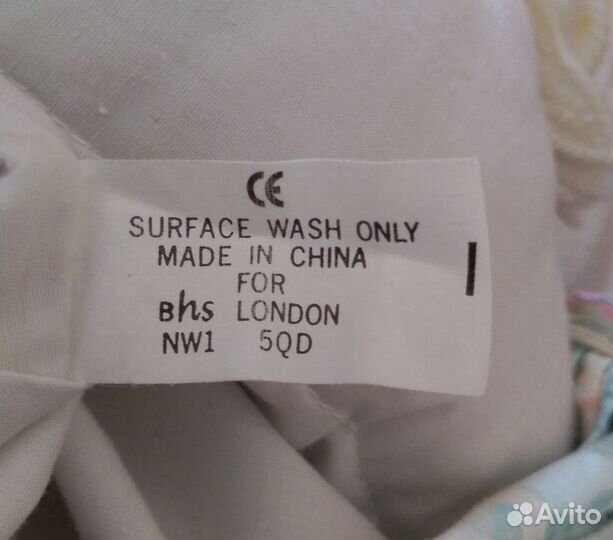 CE
SURFACE WASH ONLY
MADE IN CHINA
FOR
Bhs LONDON
NW1 5QD
Avito